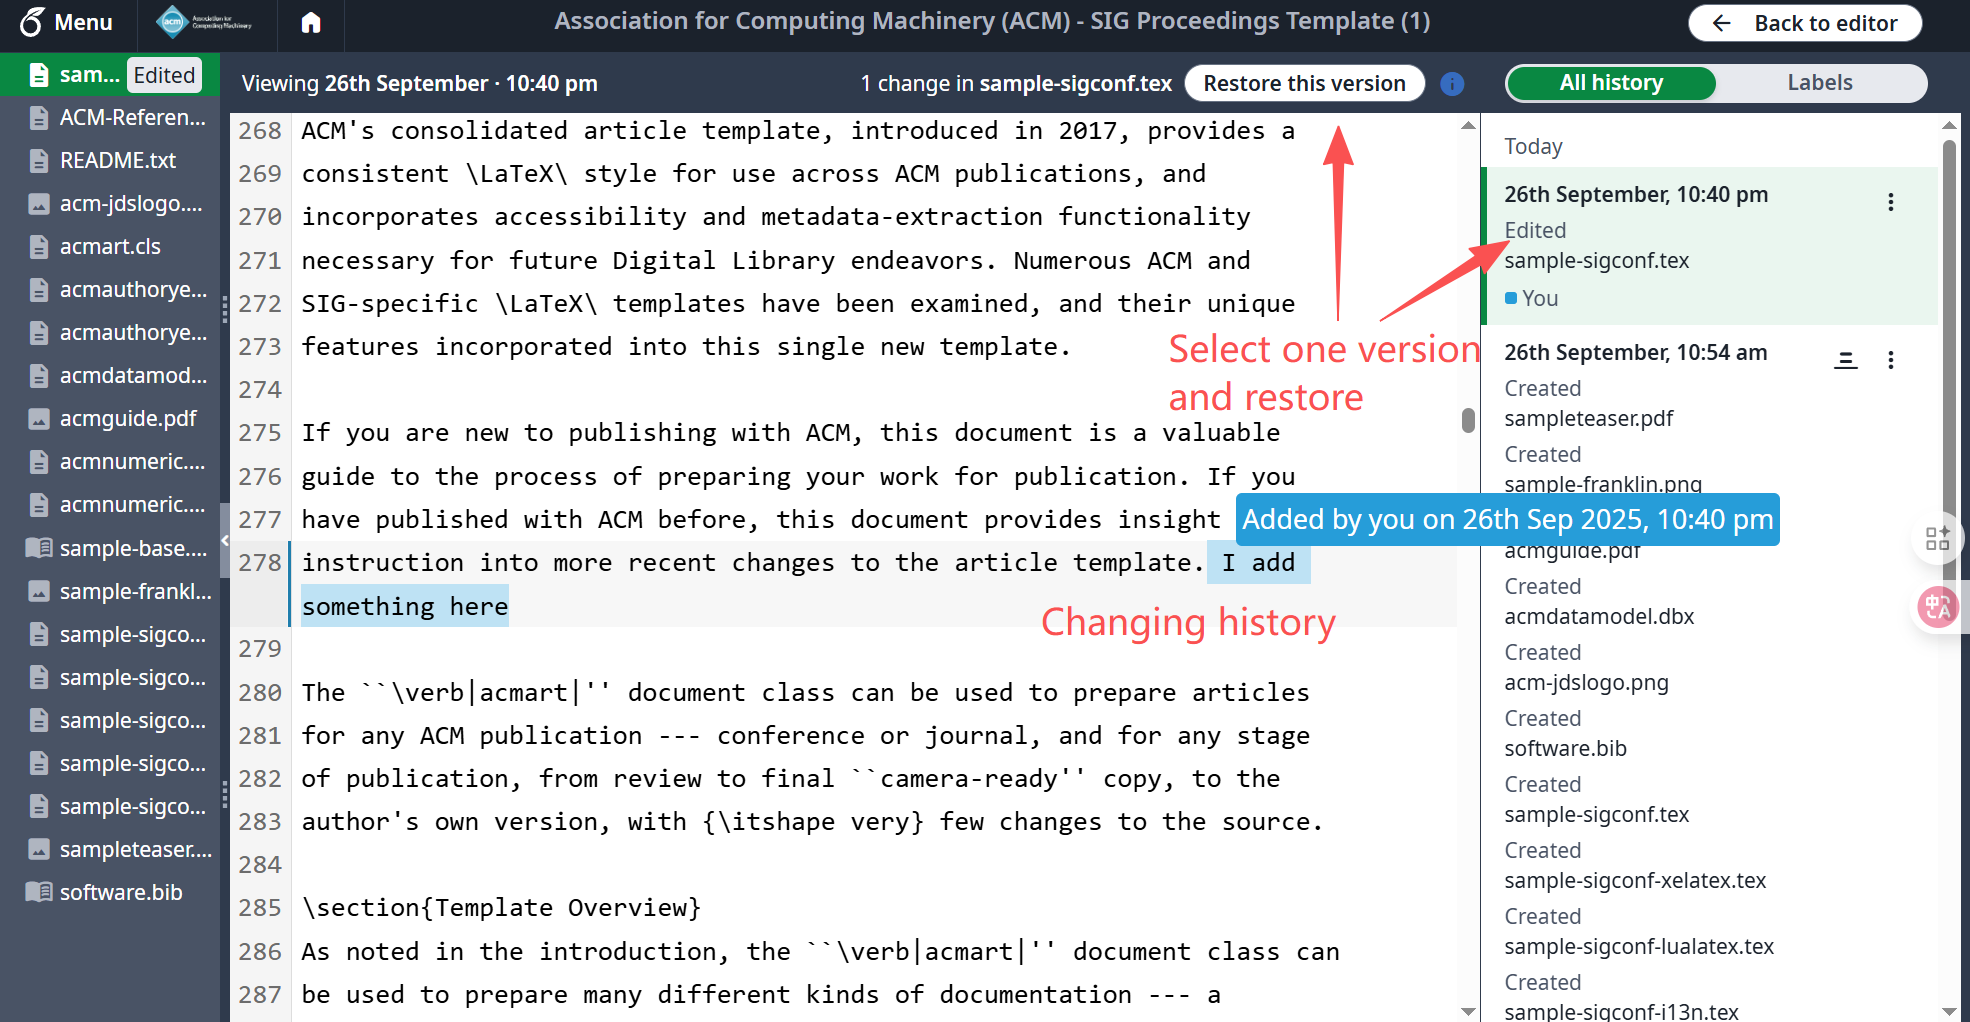 Menu
acm Association for
Computing Machinery
Association for Computing Machinery (ACM) - SIG Proceedings Template (1)
Back to editor
sam... Edited
ACM-Referen...
README.txt
acm-jdslogo....
acmart.cls
acmauthorye...
acmauthorye...
acmdatamod...
acmguide.pdf
acmnumeric....
acmnumeric....
sample-base....
sample-frankl...
sample-sigco...
sample-sigco...
sample-sigco...
sample-sigco...
sample-sigco...
sampleteaser....
software.bib
Viewing 26th September · 10:40 pm
1 change in sample-sigconf.tex
Restore this version
All history
Labels
268 ACM's consolidated article template, introduced in 2017, provides a
269 consistent \LaTeX\ style for use across ACM publications, and
270 incorporates accessibility and metadata-extraction functionality
271 necessary for future Digital Library endeavors. Numerous ACM and
272 SIG-specific \LaTeX\ templates have been examined, and their unique
273 features incorporated into this single new template.
274
275 If you are new to publishing with ACM, this document is a valuable
276 guide to the process of preparing your work for publication. If you
277 have published with ACM before, this document provides insight
278 instruction into more recent changes to the article template. I add
something here
279
280 The ``\verb|acmart|'' document class can be used to prepare articles
281 for any ACM publication --- conference or journal, and for any stage
282 of publication, from review to final ``camera-ready'' copy, to the
283 author's own version, with {\itshape very} few changes to the source.
284
285 \section{Template Overview}
286 As noted in the introduction, the ``\verb|acmart|'' document class can
287 be used to prepare many different kinds of documentation --- a
Select one version
and restore
Added by you on 26th Sep 2025, 10:40 pm
Changing history
Today
26th September, 10:40 pm
Edited
sample-sigconf.tex
You
26th September, 10:54 am
Created
sampleteaser.pdf
Created
sample-franklin.png
acmguide.pdf
Created
acmdatamodel.dbx
Created
acm-jdslogo.png
Created
software.bib
Created
sample-sigconf.tex
Created
sample-sigconf-xelatex.tex
Created
sample-sigconf-lualatex.tex
Created
sample-sigconf-i13n.tex